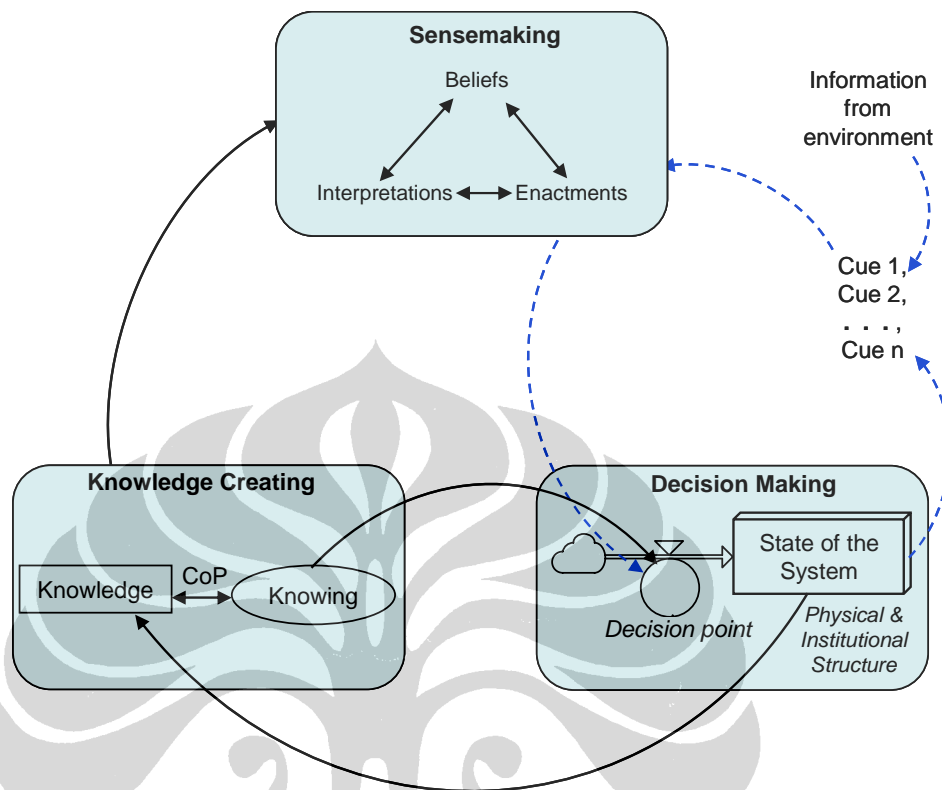 Sensemaking
Beliefs
Interpretations
Enactments
Information
from
environment
Cue 1,
Cue 2,
. . . ,
Cue n
Knowledge Creating
Knowledge
CoP
Knowing
Decision Making
State of the
System
Decision point
Physical &
Institutional
Structure